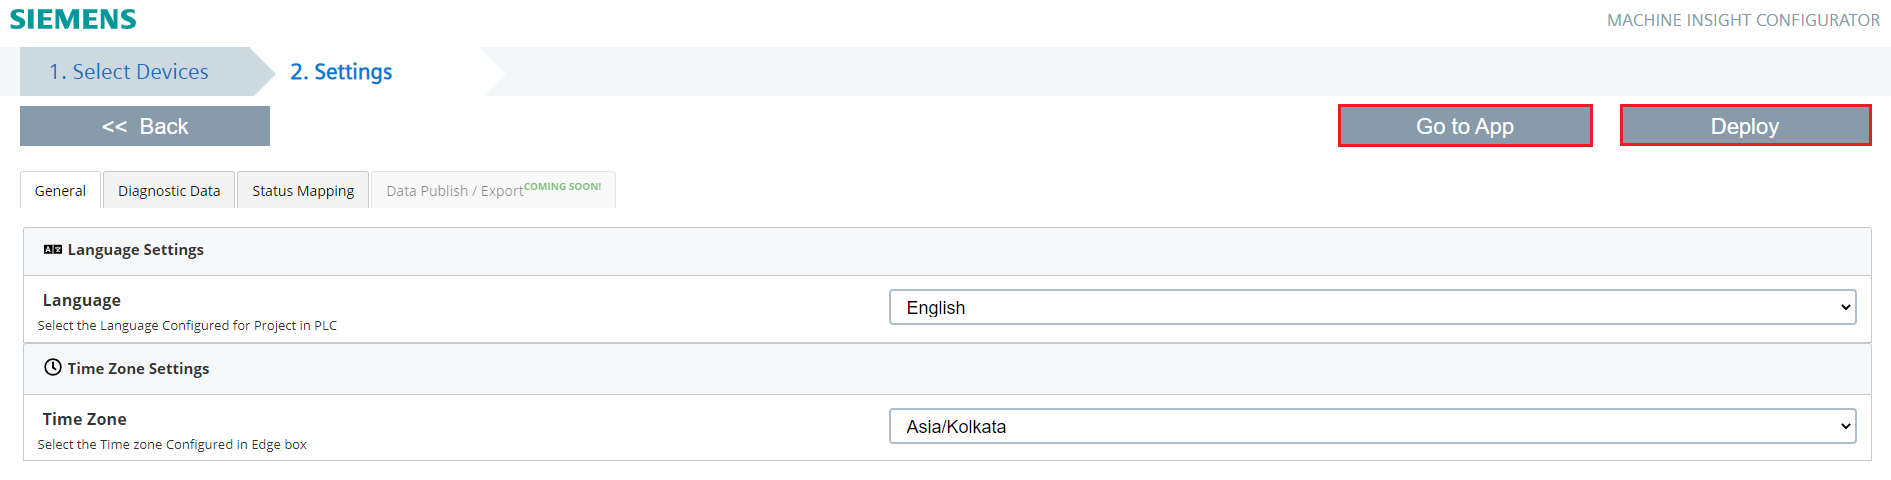 SIEMENS
MACHINE INSIGHT CONFIGURATOR
1. Select Devices
2. Settings
<< Back
Go to App
Deploy
General
Diagnostic Data
Status Mapping
Data Publish / Export COMING SOON!
Language Settings
Language
English
Select the Language Configured for Project in PLC
Time Zone Settings
Time Zone
Asia/Kolkata
Select the Time zone Configured in Edge box